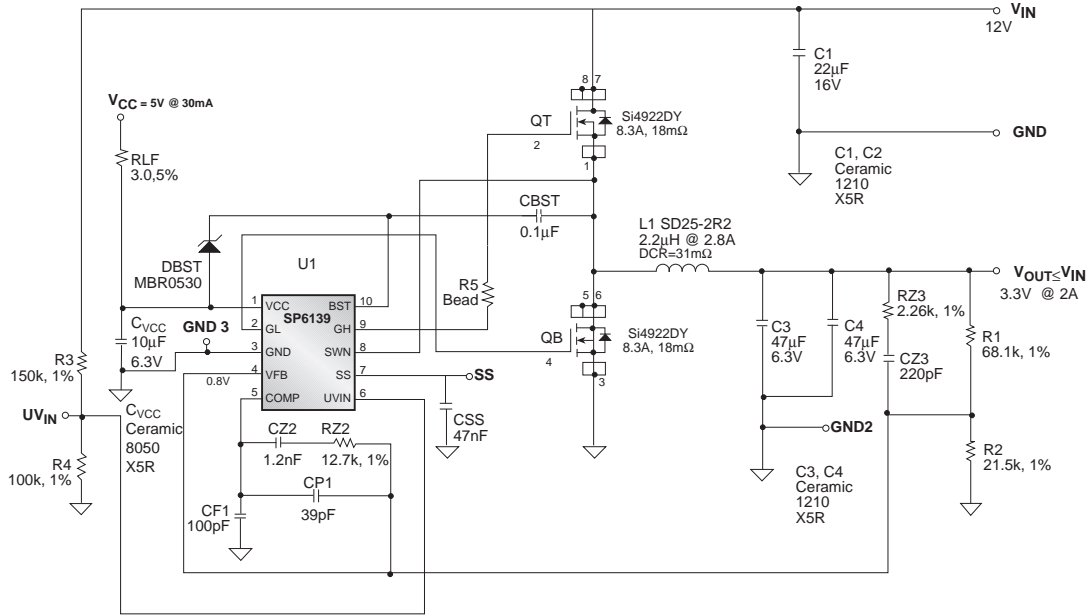 V_IN
12V
C1
22µF
16V
GND
C1, C2
Ceramic
1210
X5R
V_CC = 5V @ 30mA
RLF
3.0,5%
QT
8 7
Si4922DY
8.3A, 18mΩ
2
1
CBST
0.1µF
DBST
MBR0530
U1
R5
Bead
L1 SD25-2R2
2.2µH @ 2.8A
DCR=31mΩ
V_OUT≤V_IN
3.3V @ 2A
1 VCC
2 GL
3 GND
4 VFB
5 COMP
SP6139
BST 10
GH 9
SWN 8
SS 7
UVIN 6
C_VCC
10µF
6.3V
GND 3
0.8V
5 6
QB
Si4922DY
8.3A, 18mΩ
4
3
C3
47µF
6.3V
C4
47µF
6.3V
RZ3
2.26k, 1%
CZ3
220pF
R1
68.1k, 1%
R2
21.5k, 1%
GND2
C3, C4
Ceramic
1210
X5R
R3
150k, 1%
UV_IN
R4
100k, 1%
C_VCC
Ceramic
8050
X5R
SS
CSS
47nF
CZ2
1.2nF
RZ2
12.7k, 1%
CP1
39pF
CF1
100pF